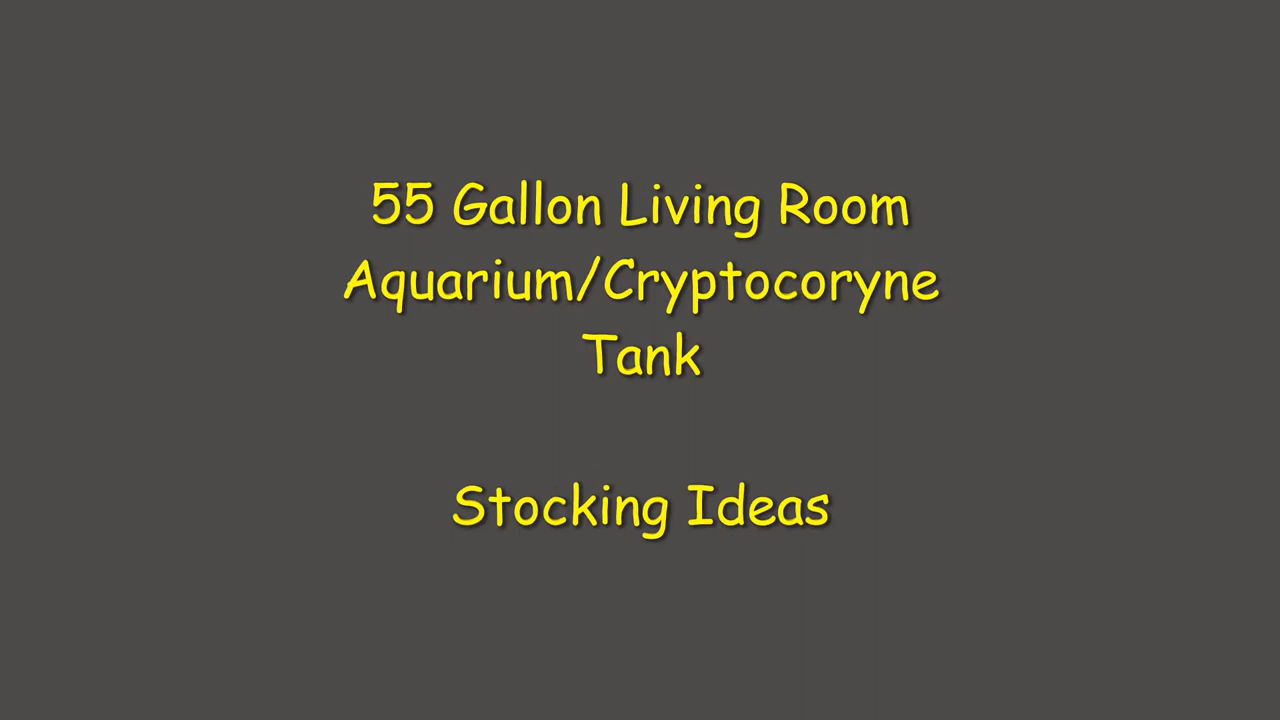 55 Gallon Living Room
Aquarium/Cryptocoryne
Tank
Stocking Ideas